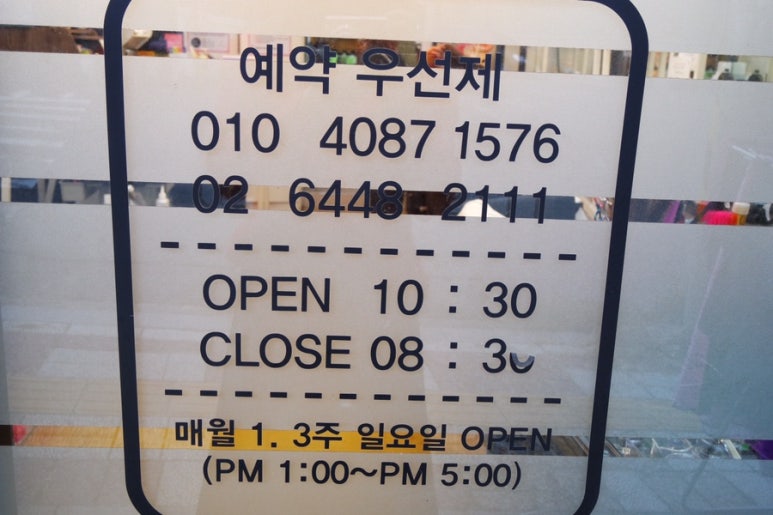 예약 우선제
010 4087 1576
02 6448 2111
OPEN 10 : 30
CLOSE 08 : 30
매월 1. 3주 일요일 OPEN
(PM 1:00~PM 5:00)